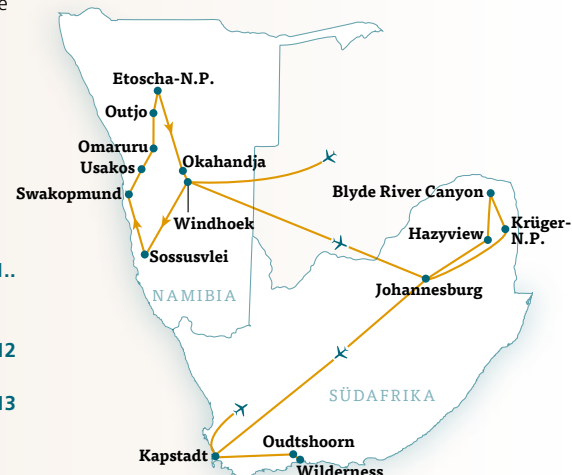 e
Etoscha-N.P.
Outjo
Omaruru
Usakos
Okahandja
Swakopmund
Windhoek
Sossusvlei
NAMIBIA
Blyde River Canyon
Hazyview
Krüger-
N.P.
Johannesburg
1..
12
13
SÜDAFRIKA
Kapstadt
Oudtshoorn
Wilderness